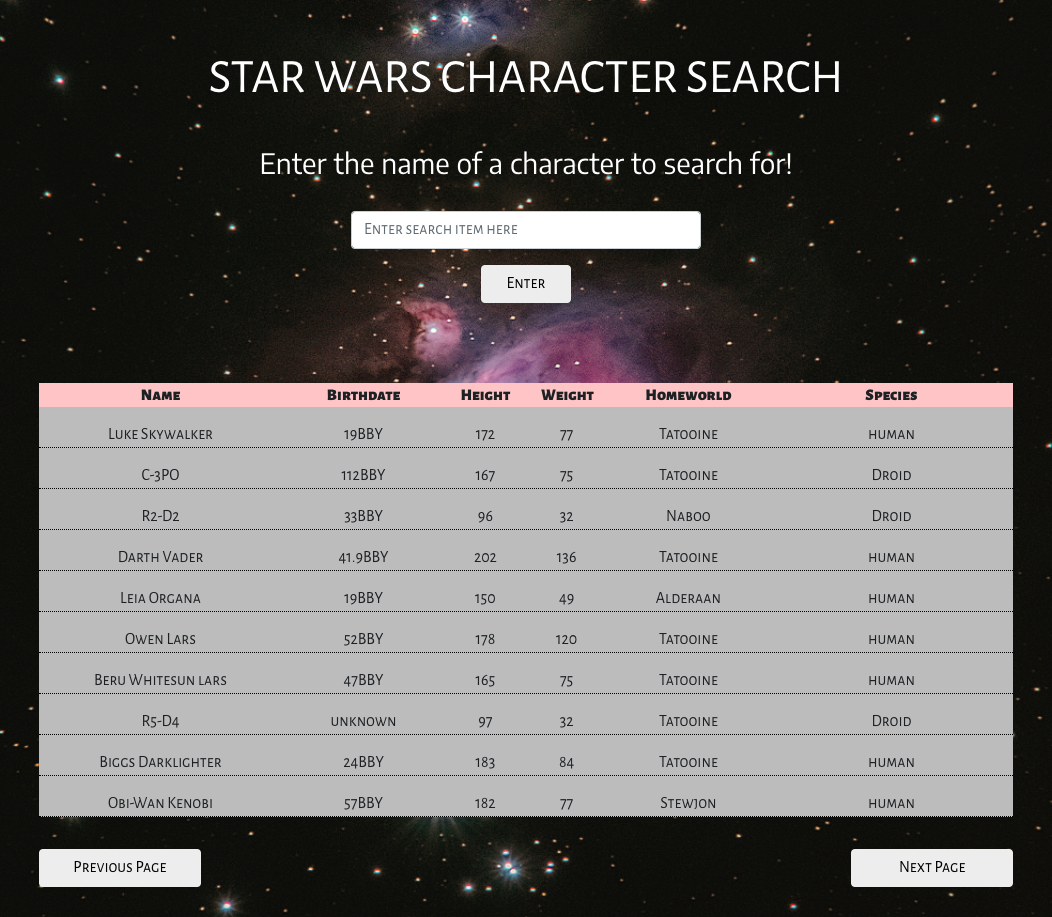 STAR WARS CHARACTER SEARCH
Enter the name of a character to search for!
Enter search item here
Enter
Name Birthdate Height Weight Homeworld Species
Luke Skywalker 19BBY 172 77 Tatooine human
C-3PO 112BBY 167 75 Tatooine Droid
R2-D2 33BBY 96 32 Naboo Droid
Darth Vader 41.9BBY 202 136 Tatooine human
Leia Organa 19BBY 150 49 Alderaan human
Owen Lars 52BBY 178 120 Tatooine human
Beru Whitesun lars 47BBY 165 75 Tatooine human
R5-D4 unknown 97 32 Tatooine Droid
Biggs Darklighter 24BBY 183 84 Tatooine human
Obi-Wan Kenobi 57BBY 182 77 Stewjon human
Previous Page Next Page